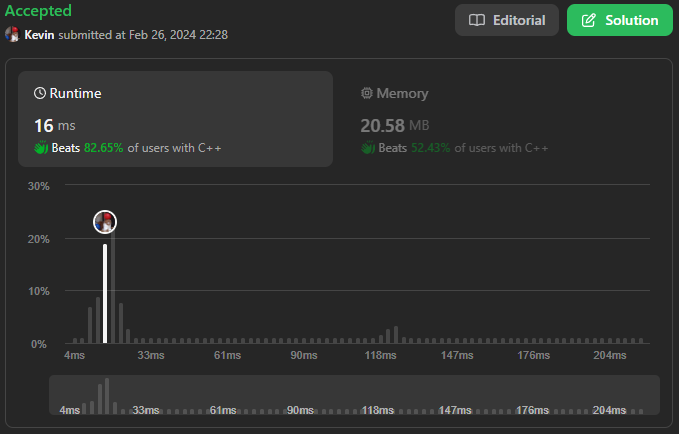 Accepted
Editorial
Solution
Kevin submitted at Feb 26, 2024 22:28
Runtime
Memory
16 ms
20.58 MB
Beats 82.65% of users with C++
Beats 52.43% of users with C++
30%
20%
10%
0%
4ms 33ms 61ms 90ms 118ms 147ms 176ms 204ms
4ms 33ms 61ms 90ms 118ms 147ms 176ms 204ms